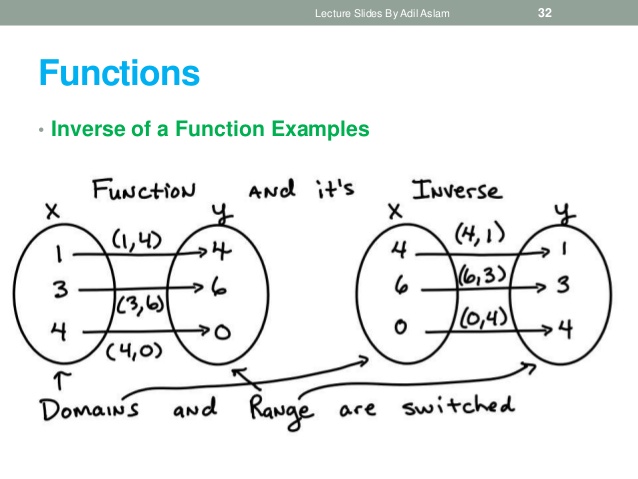 Lecture Slides By Adil Aslam 32
Functions
• Inverse of a Function Examples
Function and it's Inverse
x y x y
(1,4) (4,1)
1 4 4 1
3 6 6 (6,3) 3
(3,6)
4 0 0 (0,4) 4
(4,0)
Domains and Range are switched